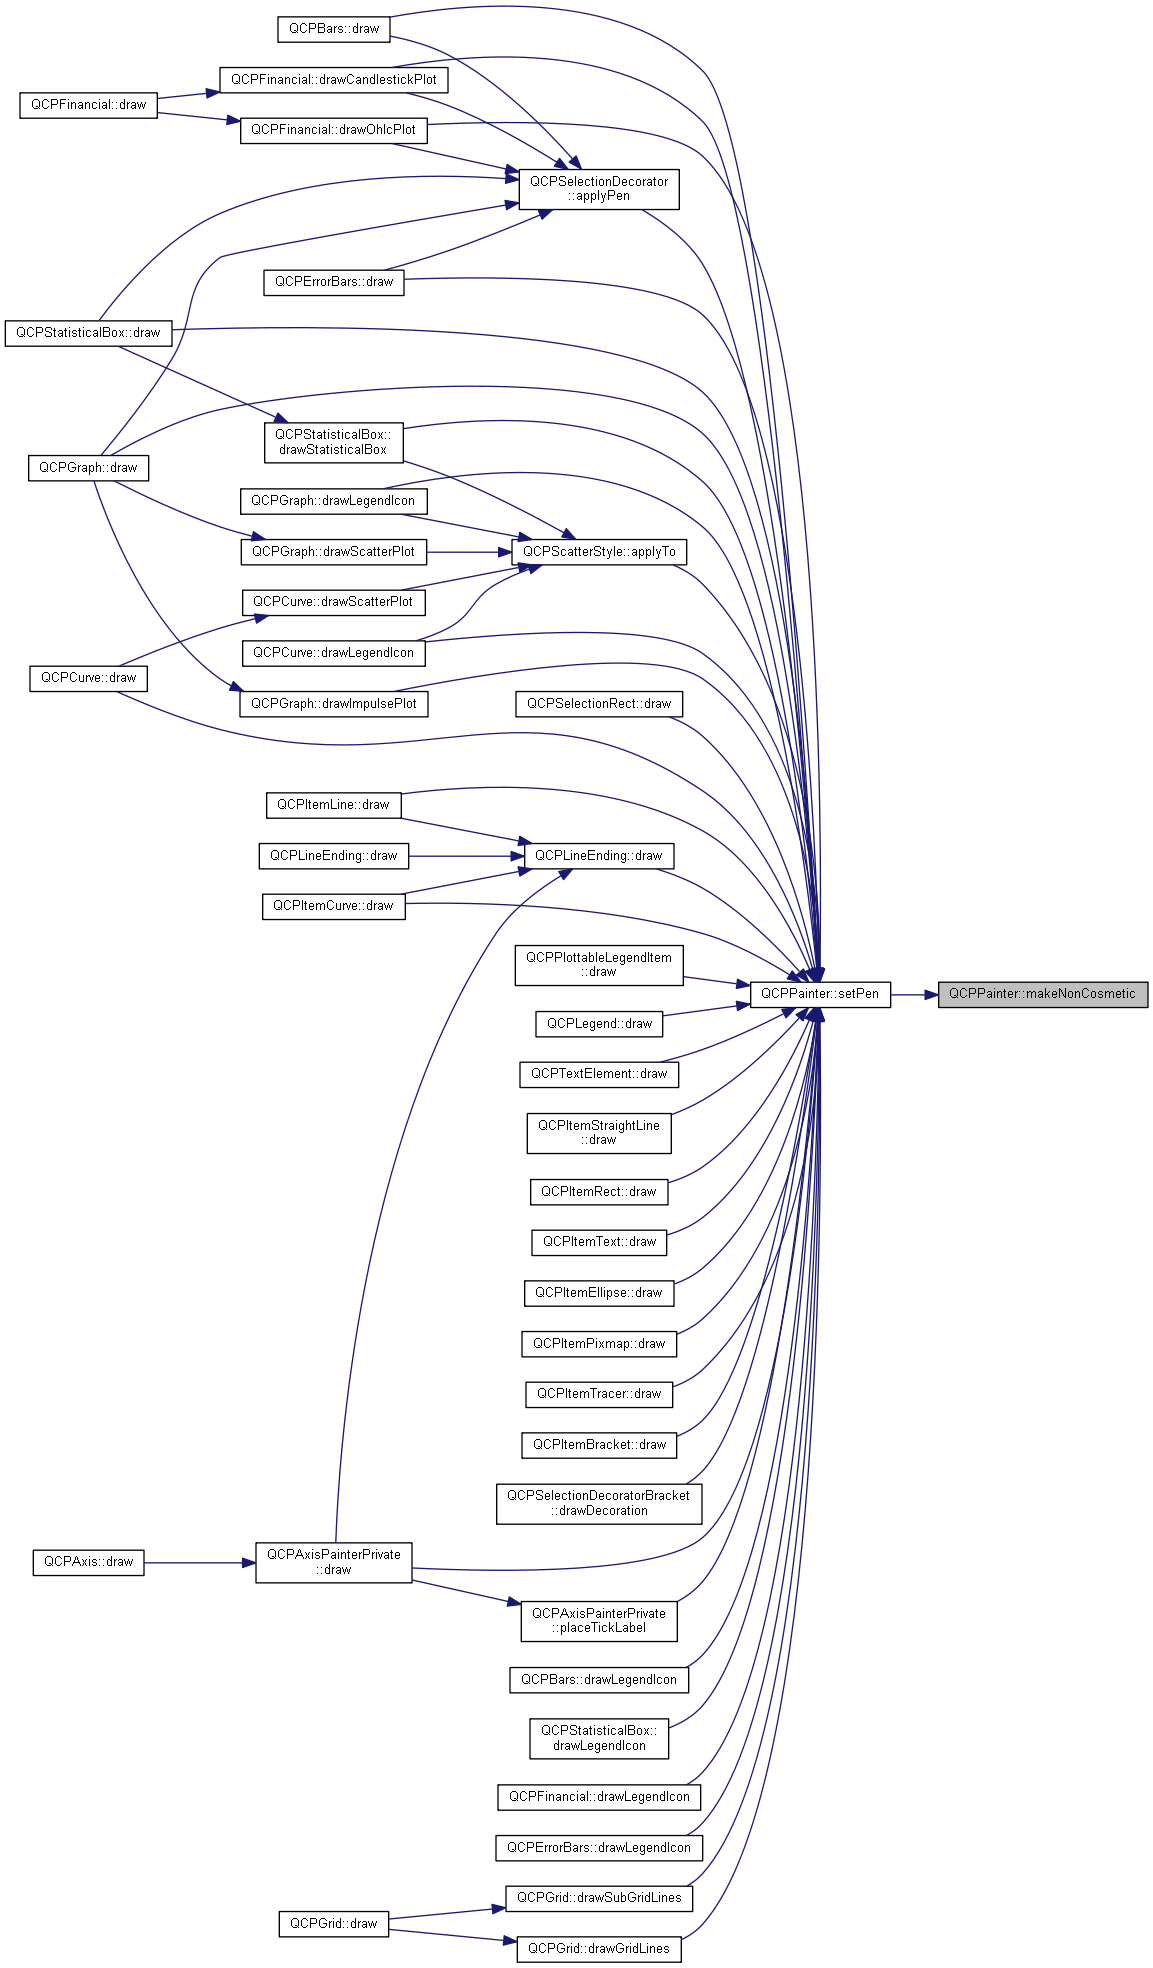 QCPBars::draw
QCPFinancial::drawCandlestickPlot
QCPFinancial::draw
QCPFinancial::drawOhlcPlot
QCPSelectionDecorator
::applyPen
QCPErrorBars::draw
QCPStatisticalBox::draw
QCPStatisticalBox::
drawStatisticalBox
QCPGraph::draw
QCPGraph::drawLegendIcon
QCPGraph::drawScatterPlot
QCPScatterStyle::applyTo
QCPCurve::drawScatterPlot
QCPCurve::drawLegendIcon
QCPCurve::draw
QCPGraph::drawImpulsePlot
QCPSelectionRect::draw
QCPItemLine::draw
QCPLineEnding::draw
QCPLineEnding::draw
QCPItemCurve::draw
QCPPlottableLegendItem
::draw
QCPPainter::setPen
QCPPainter::makeNonCosmetic
QCPLegend::draw
QCPTextElement::draw
QCPItemStraightLine
::draw
QCPItemRect::draw
QCPItemText::draw
QCPItemEllipse::draw
QCPItemPixmap::draw
QCPItemTracer::draw
QCPItemBracket::draw
QCPSelectionDecoratorBracket
::drawDecoration
QCPAxis::draw
QCPAxisPainterPrivate
::draw
QCPAxisPainterPrivate
::placeTickLabel
QCPBars::drawLegendIcon
QCPStatisticalBox::
drawLegendIcon
QCPFinancial::drawLegendIcon
QCPErrorBars::drawLegendIcon
QCPGrid::drawSubGridLines
QCPGrid::draw
QCPGrid::drawGridLines